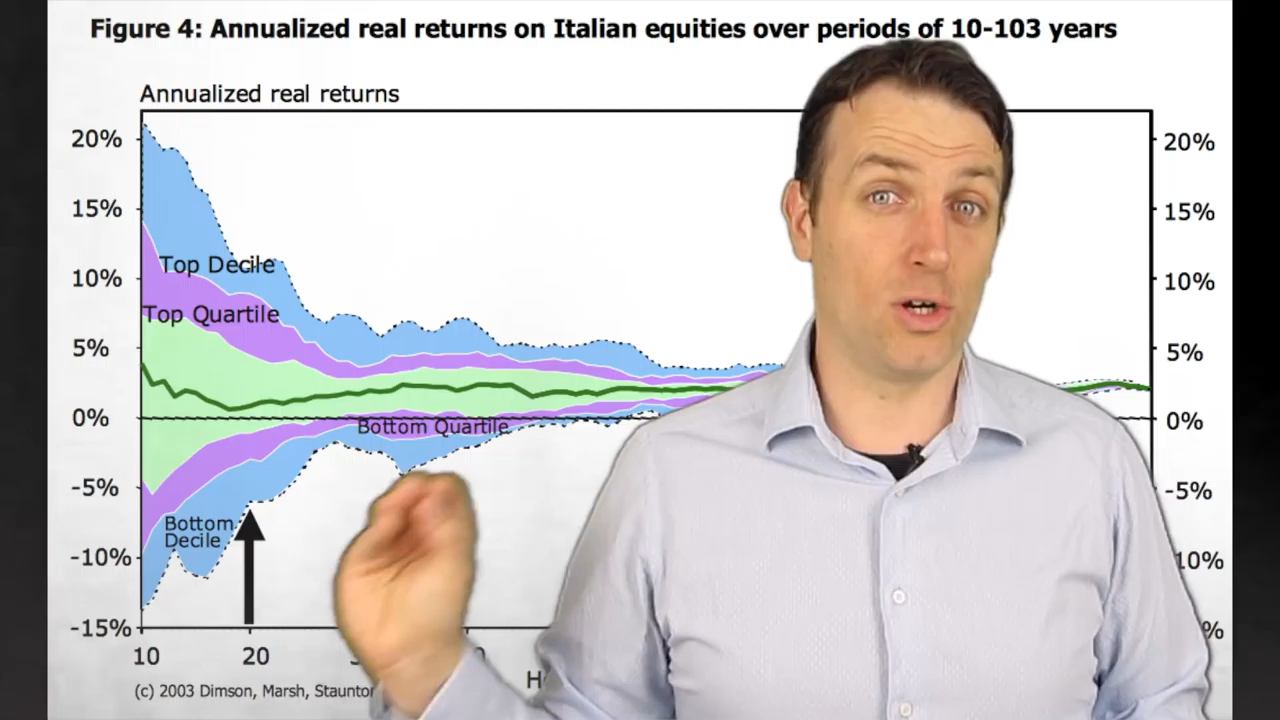 Figure 4: Annualized real returns on Italian equities over periods of 10-103 years
Annualized real returns
20%
15%
10%
5%
0%
-5%
-10%
-15%
20%
15%
10%
5%
0%
-5%
10%
%
Top Decile
Top Quartile
Bottom Quartile
Bottom
Decile
10
20
(c) 2003 Dimson, Marsh,